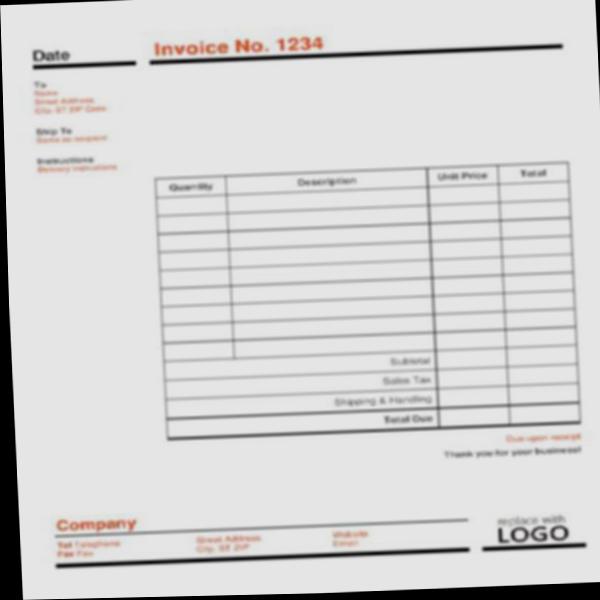 Date
Invoice No. 1234
To
Name
Street Address
City, ST ZIP Code
Ship To
Same as recipient
Instructions
Delivery instructions
Quantity Description Unit Price Total
Subtotal
Sales Tax
Shipping & Handling
Total Due
Due upon receipt
Thank you for your business!
Company
Tel Telephone Street Address Website
Fax Fax City, ST ZIP Email
replace with
LOGO